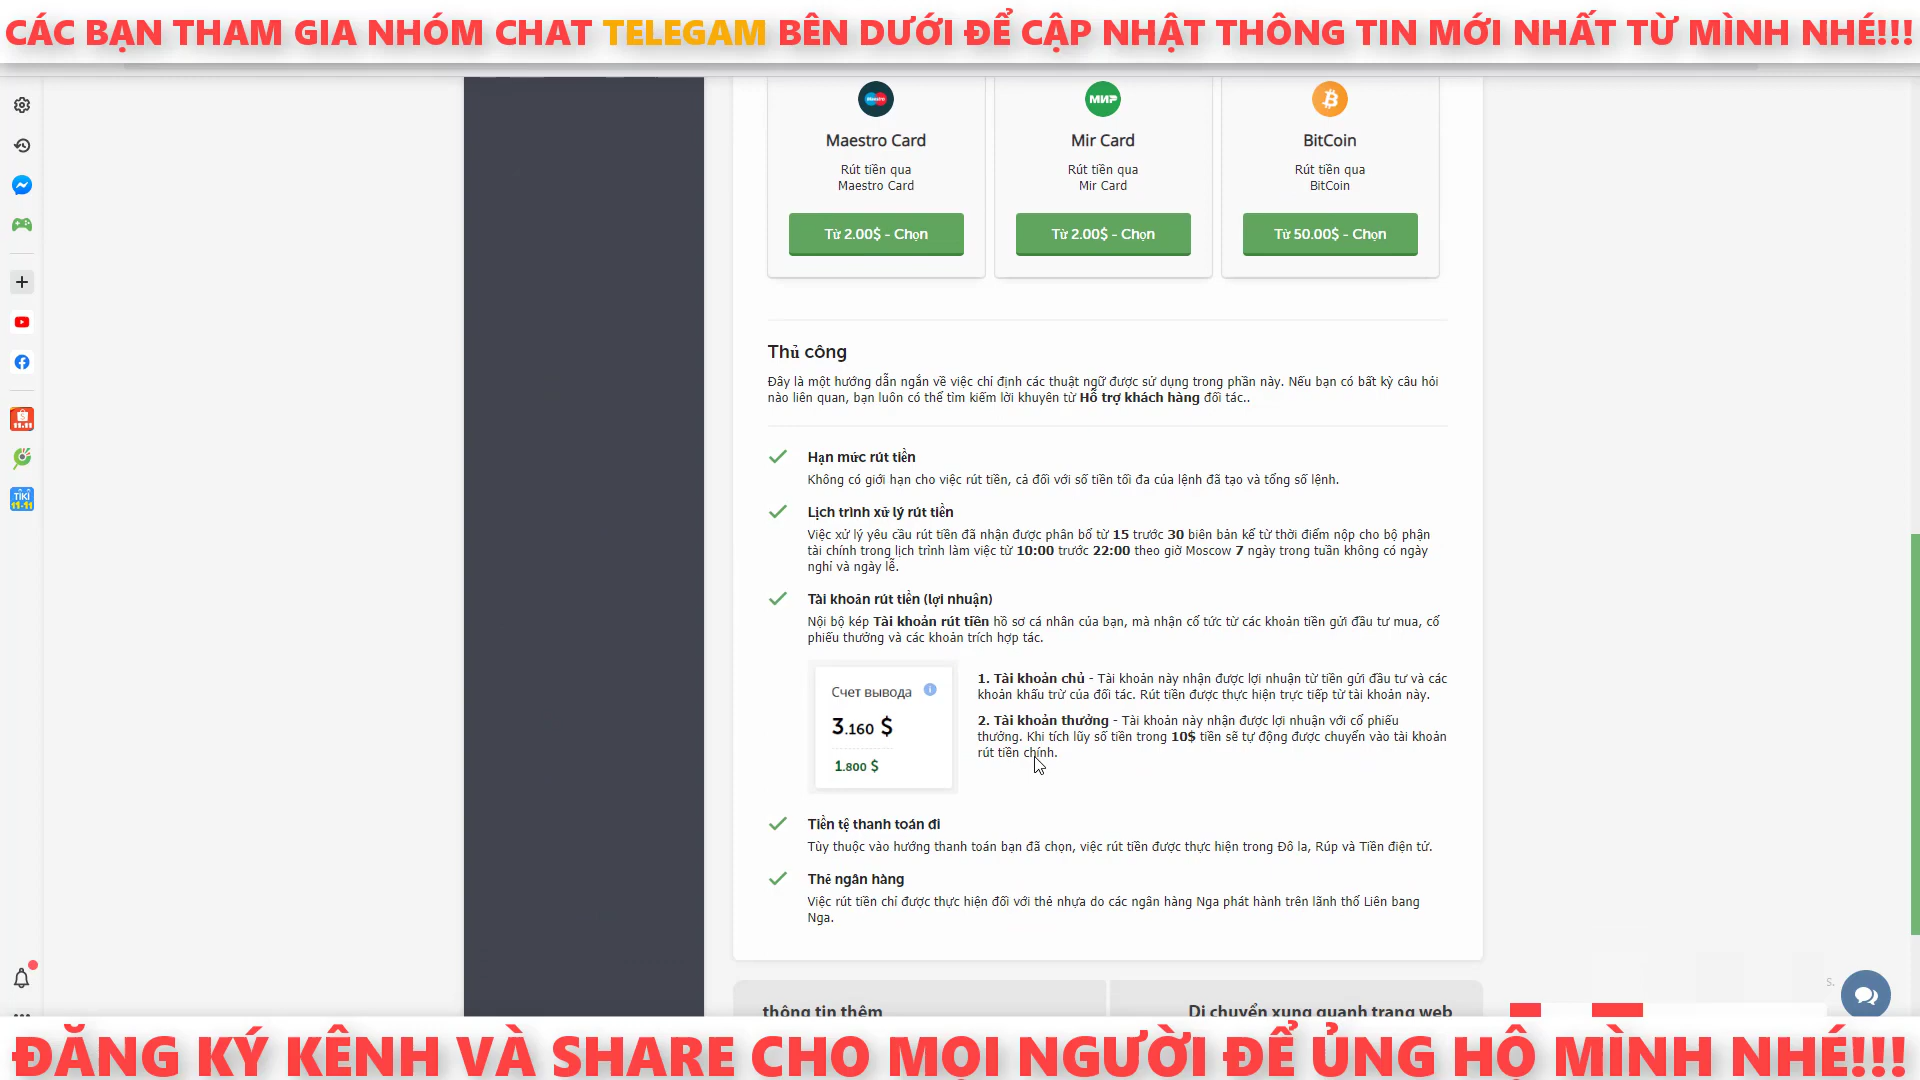 CÁC BẠN THAM GIA NHÓM CHAT TELEGAM BÊN DƯỚI ĐỂ CẬP NHẬT THÔNG TIN MỚI NHẤT TỪ MÌNH NHÉ!!!
Maestro
МИР
Maestro Card
Mir Card
BitCoin
Rút tiền qua
Maestro Card
Rút tiền qua
Mir Card
Rút tiền qua
BitCoin
Từ 2.00$ - Chọn
Từ 2.00$ - Chọn
Từ 50.00$ - Chọn
Thủ công
Đây là một hướng dẫn ngắn về việc chỉ định các thuật ngữ được sử dụng trong phần này. Nếu bạn có bất kỳ câu hỏi
nào liên quan, bạn luôn có thể tìm kiếm lời khuyên từ Hỗ trợ khách hàng đối tác..
Hạn mức rút tiền
Không có giới hạn cho việc rút tiền, cả đối với số tiền tối đa của lệnh đã tạo và tổng số lệnh.
11.11
Lịch trình xử lý rút tiền
TIKI
11-11
Việc xử lý yêu cầu rút tiền đã nhận được phân bổ từ 15 trước 30 biên bản kể từ thời điểm nộp cho bộ phận
tài chính trong lịch trình làm việc từ 10:00 trước 22:00 theo giờ Moscow 7 ngày trong tuần không có ngày
nghỉ và ngày lễ.
Tài khoản rút tiền (lợi nhuận)
Nội bộ kép Tài khoản rút tiền hồ sơ cá nhân của bạn, mà nhận cổ tức từ các khoản tiền gửi đầu tư mua, cổ
phiếu thưởng và các khoản trích hợp tác.
Счет вывода
3.160 $
1.800 $
1. Tài khoản chủ - Tài khoản này nhận được lợi nhuận từ tiền gửi đầu tư và các
khoản khấu trừ của đối tác. Rút tiền được thực hiện trực tiếp từ tài khoản này.
2. Tài khoản thưởng - Tài khoản này nhận được lợi nhuận với cổ phiếu
thưởng. Khi tích lũy số tiền trong 10$ tiền sẽ tự động được chuyển vào tài khoản
rút tiền chính.
Tiền tệ thanh toán đi
Tùy thuộc vào hướng thanh toán bạn đã chọn, việc rút tiền được thực hiện trong Đô la, Rúp và Tiền điện tử.
Thẻ ngân hàng
Việc rút tiền chỉ được thực hiện đối với thẻ nhựa do các ngân hàng Nga phát hành trên lãnh thổ Liên bang
Nga.
s.
thông tin thêm
Di chuyển xung quanh trang web
ĐĂNG KÝ KÊNH VÀ SHARE CHO MỌI NGƯỜI ĐỂ ỦNG HỘ MÌNH NHÉ!!!